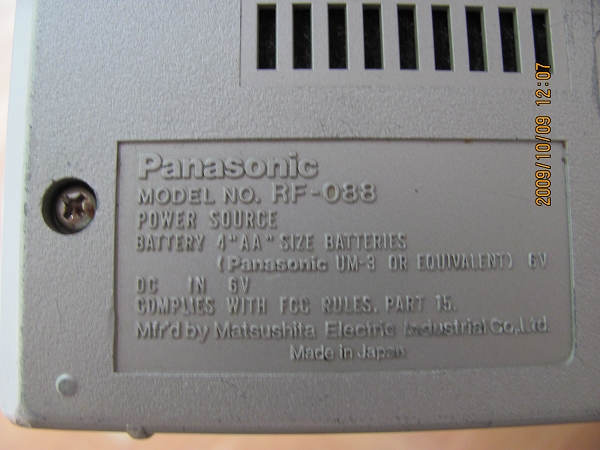 Panasonic
MODEL NO. RF-088
POWER SOURCE
BATTERY 4"AA" SIZE BATTERIES
(Panasonic UM-3 OR EQUIVALENT) 6V
DC IN 6V
COMPLIES WITH FCC RULES. PART 15.
Mfr'd by Matsushita Electric Industrial Co., Ltd.
Made in Japan
2009/10/09 12:07